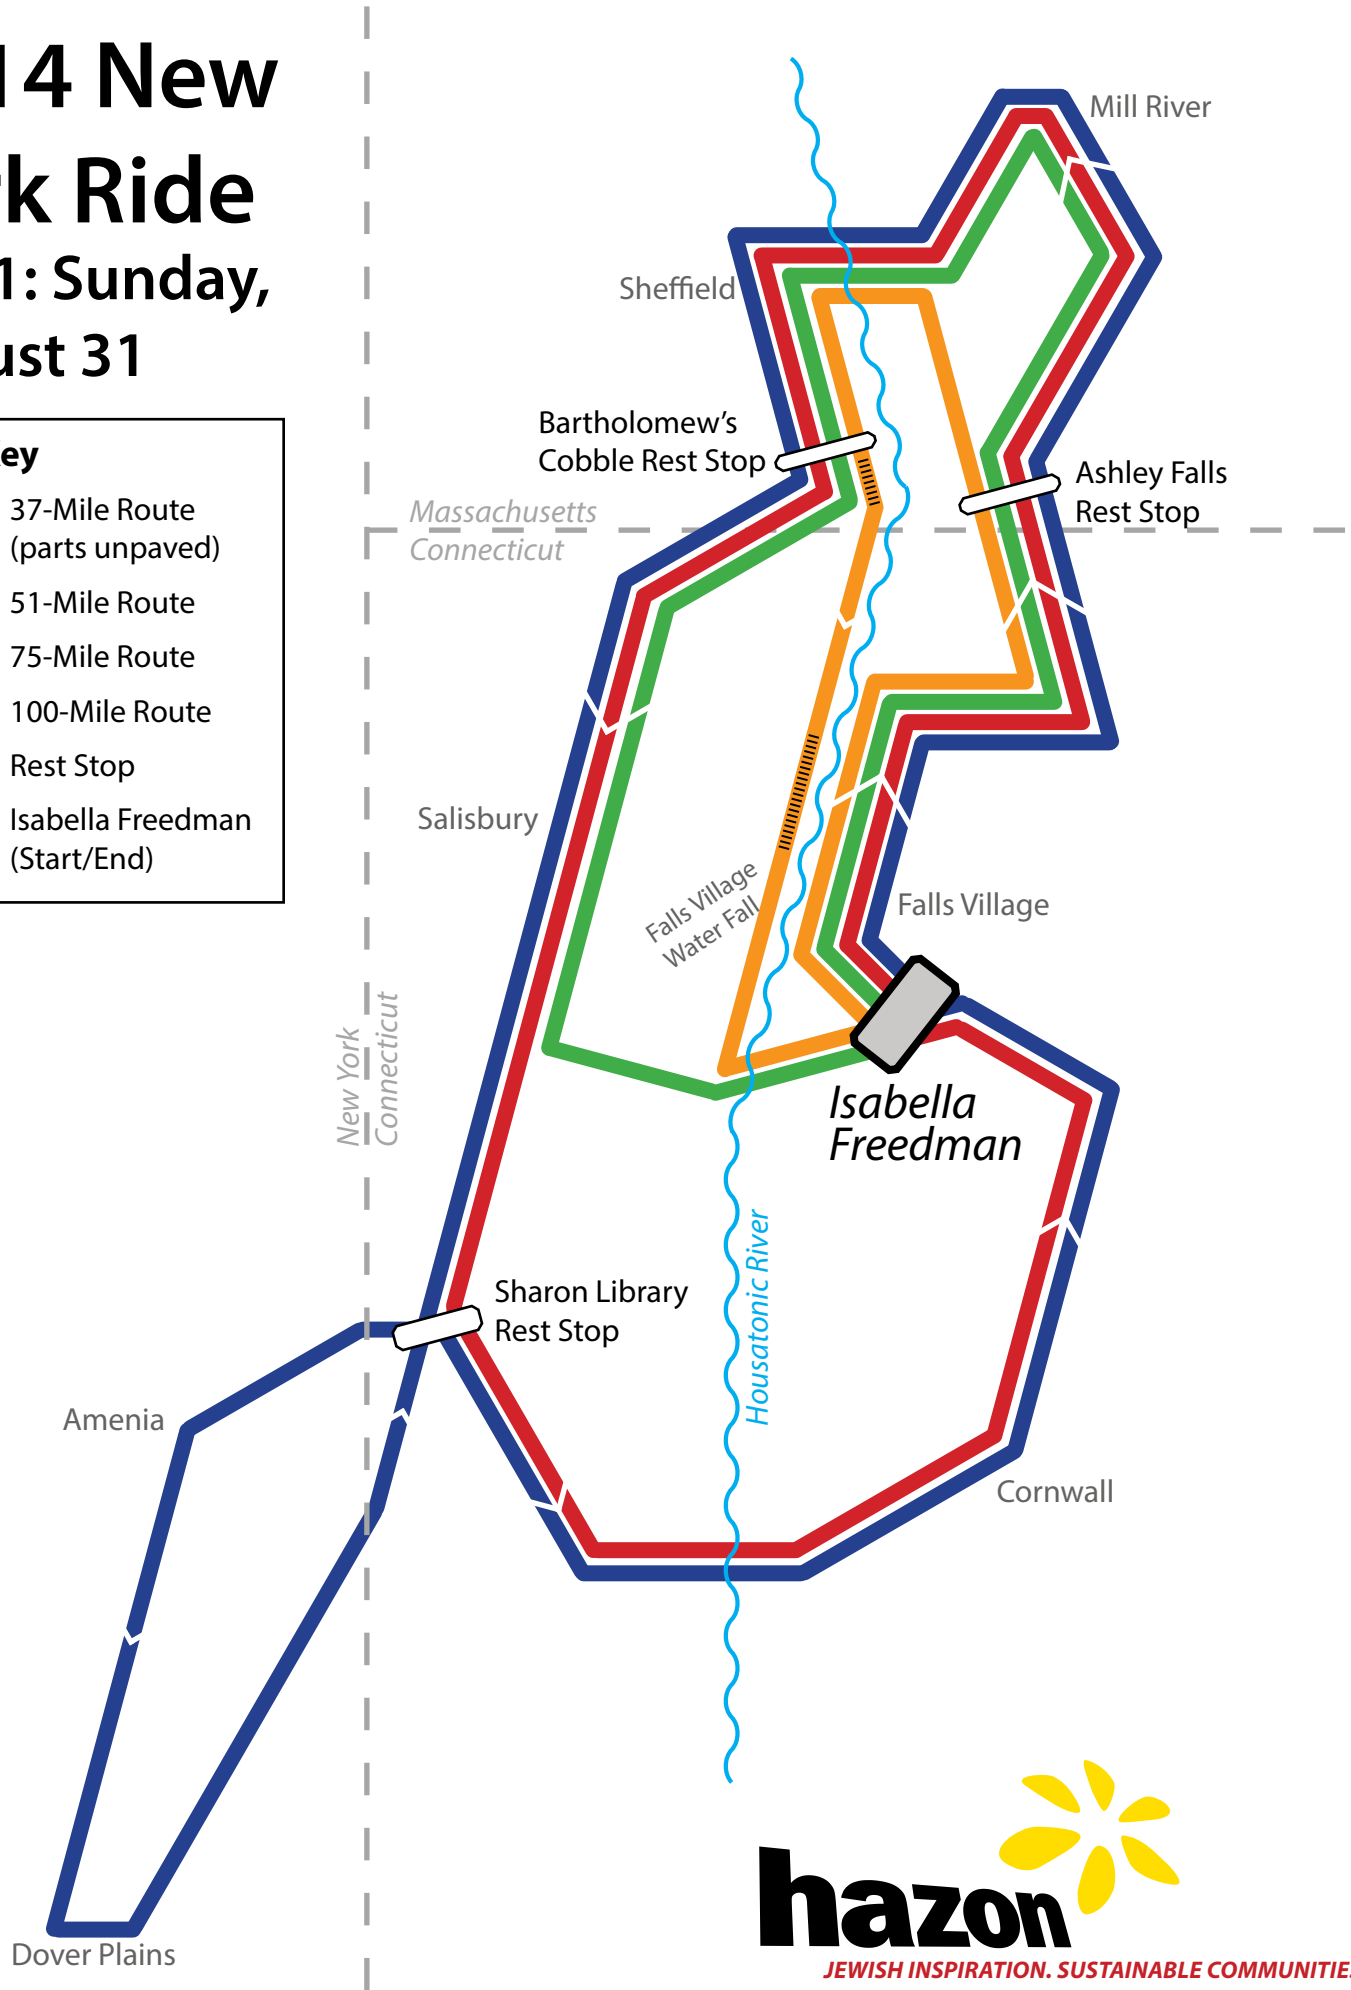 14 New
rk Ride
1: Sunday,
ust 31
ey
37-Mile Route
(parts unpaved)
51-Mile Route
75-Mile Route
100-Mile Route
Rest Stop
Isabella Freedman
(Start/End)
Mill River
Sheffield
Bartholomew’s
Cobble Rest Stop
Ashley Falls
Rest Stop
Massachusetts
Connecticut
Salisbury
Falls Village
Water Fall
Falls Village
New York
Connecticut
Isabella
Freedman
Housatonic River
Sharon Library
Rest Stop
Amenia
Cornwall
Dover Plains
hazon
JEWISH INSPIRATION. SUSTAINABLE COMMUNITIES